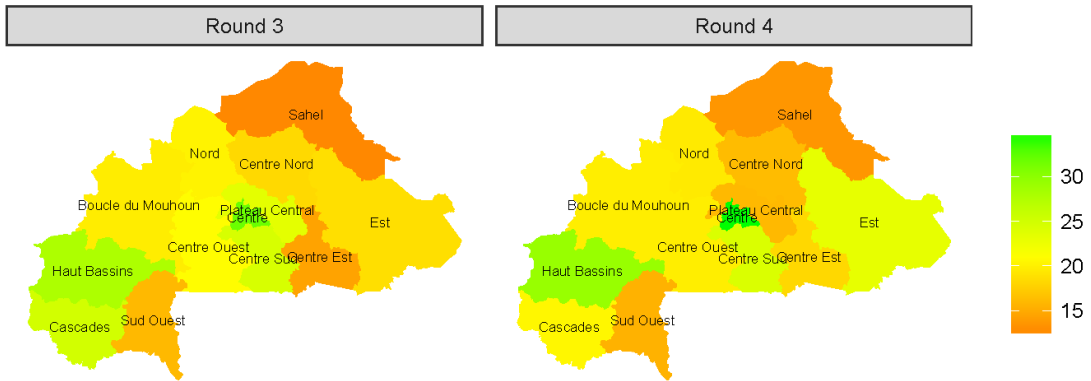 Round 3
Sahel
Nord
Centre Nord
Boucle du Mouhoun
Plateau Central
Centre
Est
Centre Ouest
Centre Sud
Centre Est
Haut Bassins
Cascades
Sud Ouest
Round 4
Sahel
Nord
Centre Nord
Boucle du Mouhoun
Plateau Central
Centre
Est
Centre Ouest
Centre Sud
Centre Est
Haut Bassins
Cascades
Sud Ouest
30
25
20
15